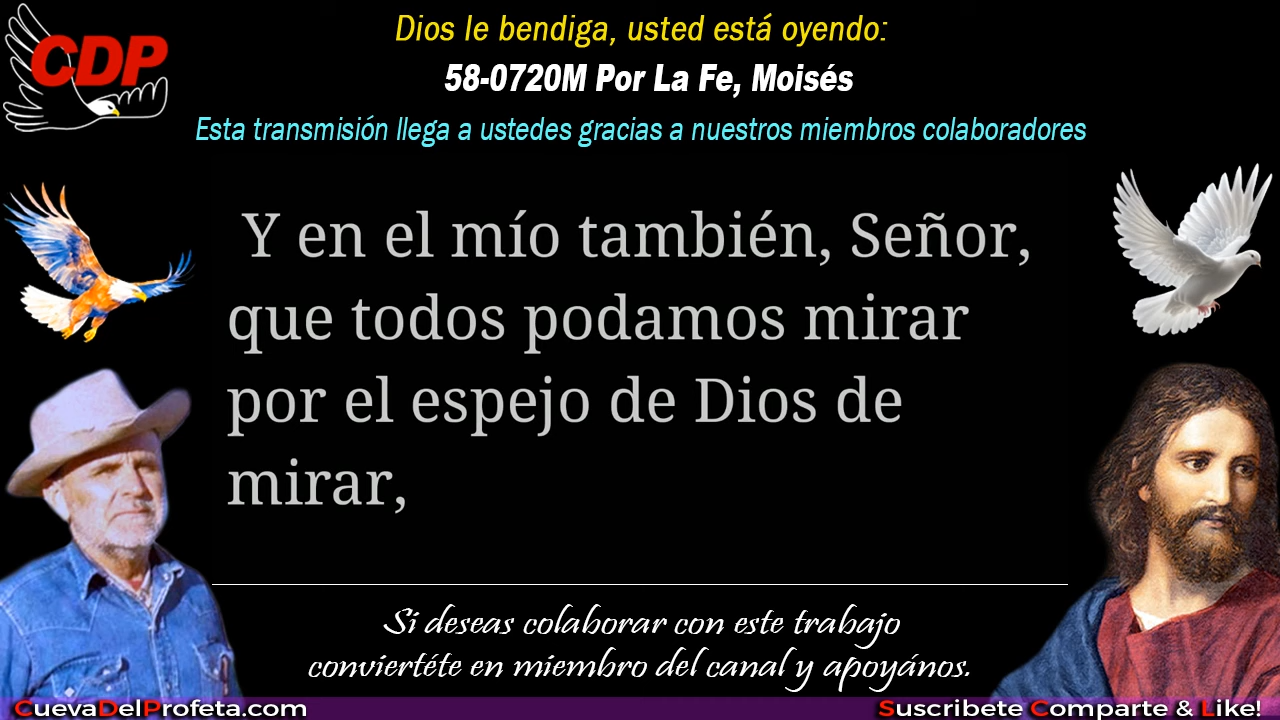 CDP
Dios le bendiga, usted está oyendo:
58-0720M Por La Fe, Moisés
Esta transmisión llega a ustedes gracias a nuestros miembros colaboradores
Y en el mío también, Señor,
que todos podamos mirar
por el espejo de Dios de
mirar,
Si deseas colaborar con este trabajo
conviertéte en miembro del canal y apoyános.
CuevaDelProfeta.com
Suscribete Comparte & Like!